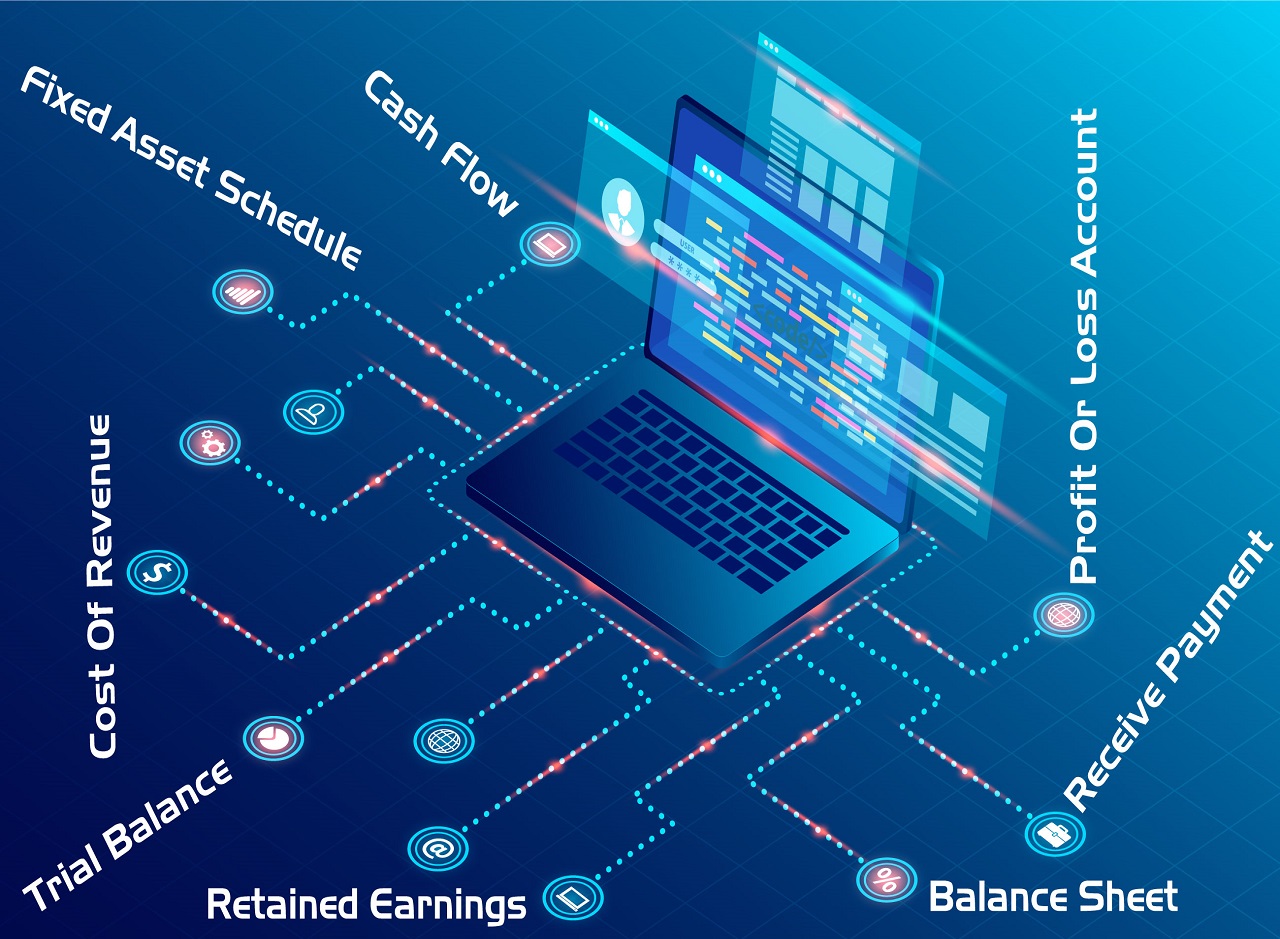 Fixed Asset Schedule
Cash Flow
USER
****
Profit Or Loss Account
Cost Of Revenue
$
Receive Payment
Trial Balance
@
%
Retained Earnings
Balance Sheet